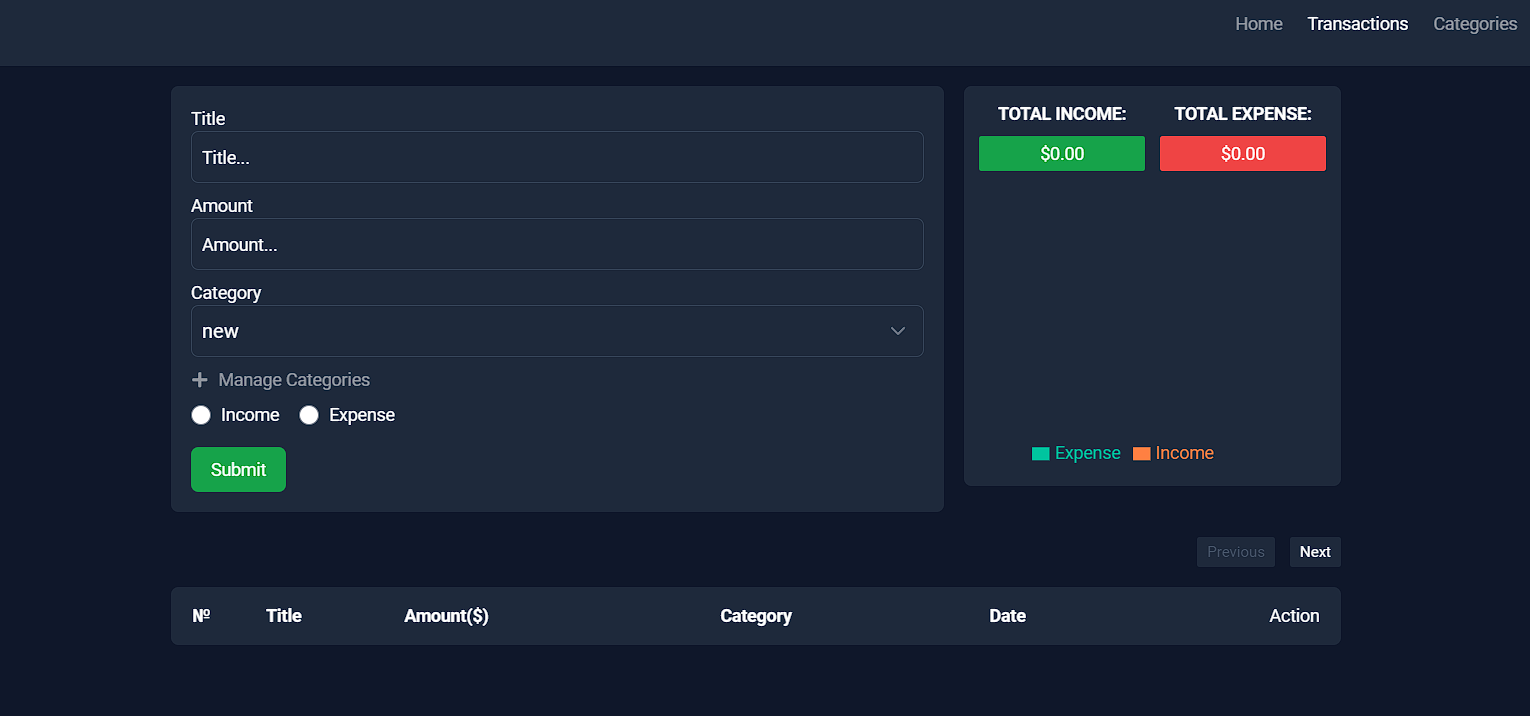 Home Transactions Categories
Title
Title...
Amount
Amount...
Category
new
Manage Categories
Income Expense
Submit
TOTAL INCOME: TOTAL EXPENSE:
$0.00 $0.00
Expense Income
Previous Next
№ Title Amount($) Category Date Action